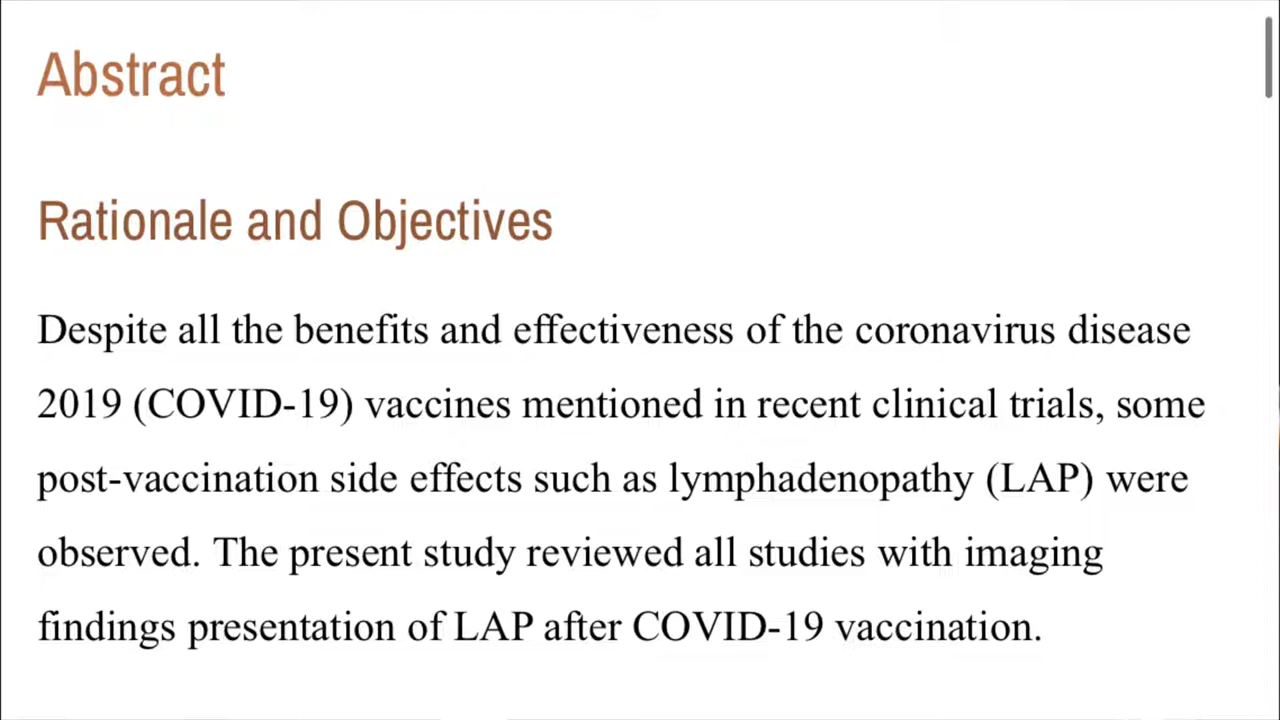 Abstract
Rationale and Objectives
Despite all the benefits and effectiveness of the coronavirus disease
2019 (COVID-19) vaccines mentioned in recent clinical trials, some
post-vaccination side effects such as lymphadenopathy (LAP) were
observed. The present study reviewed all studies with imaging
findings presentation of LAP after COVID-19 vaccination.